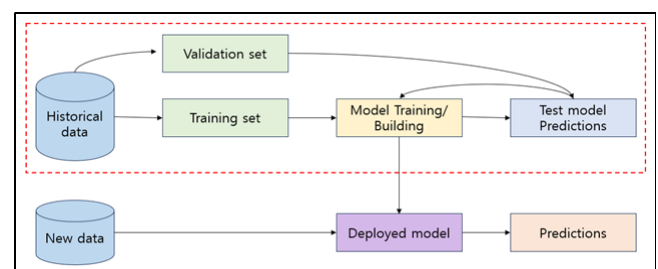 Validation set
Historical
data
Training set
Model Training/
Building
Test model
Predictions
New data
Deployed model
Predictions